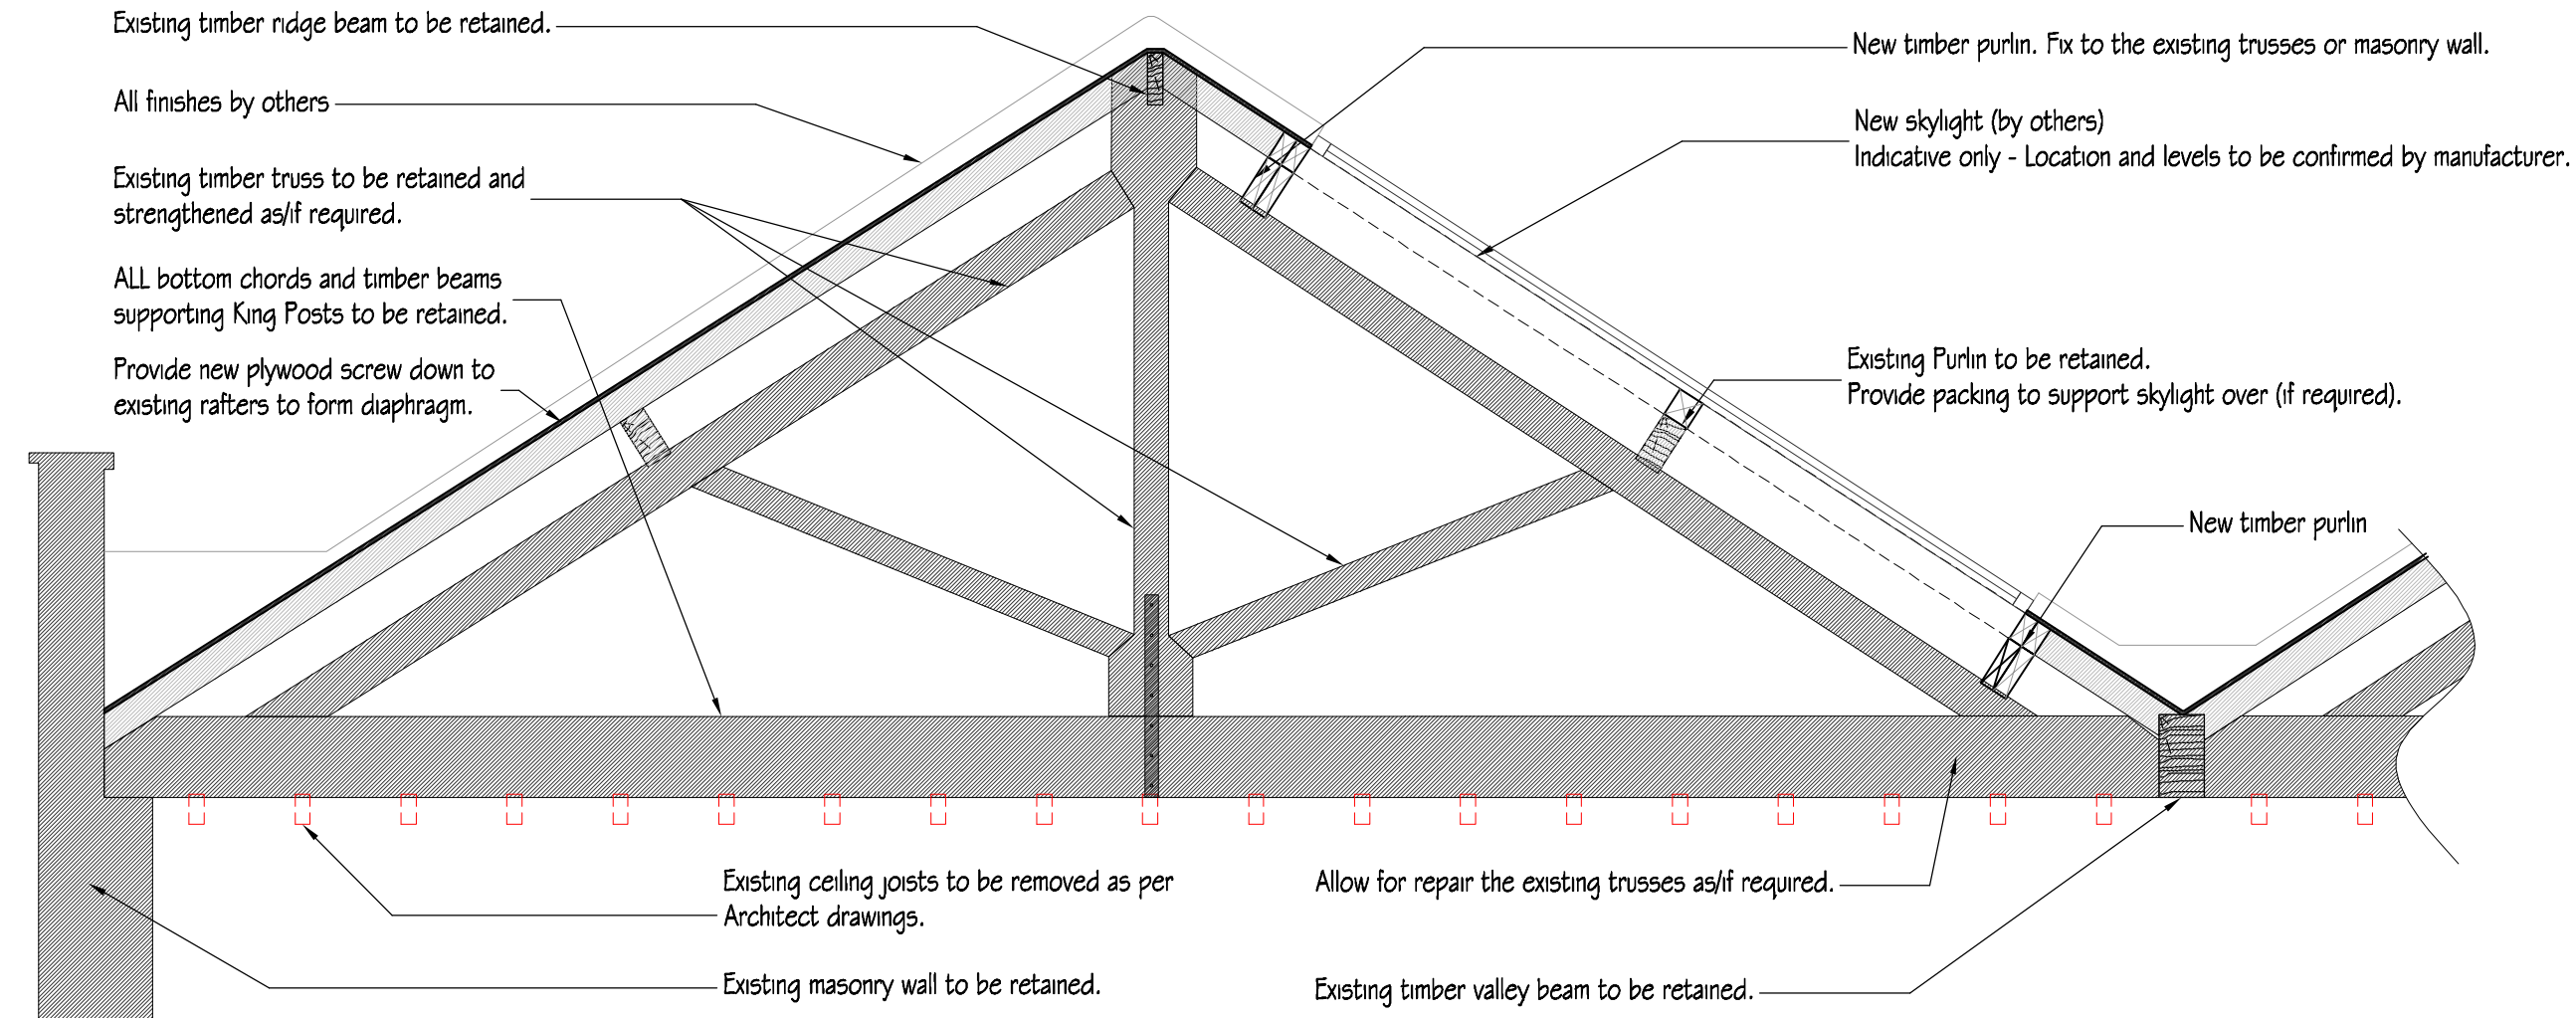 Existing timber ridge beam to be retained.
All finishes by others
Existing timber truss to be retained and
strengthened as/if required.
ALL bottom chords and timber beams
supporting King Posts to be retained.
Provide new plywood screw down to
existing rafters to form diaphragm.
New timber purlin. Fix to the existing trusses or masonry wall.
New skylight (by others)
Indicative only - Location and levels to be confirmed by manufacturer.
Existing Purlin to be retained.
Provide packing to support skylight over (if required).
New timber purlin
Existing ceiling joists to be removed as per
Architect drawings.
Existing masonry wall to be retained.
Allow for repair the existing trusses as/if required.
Existing timber valley beam to be retained.